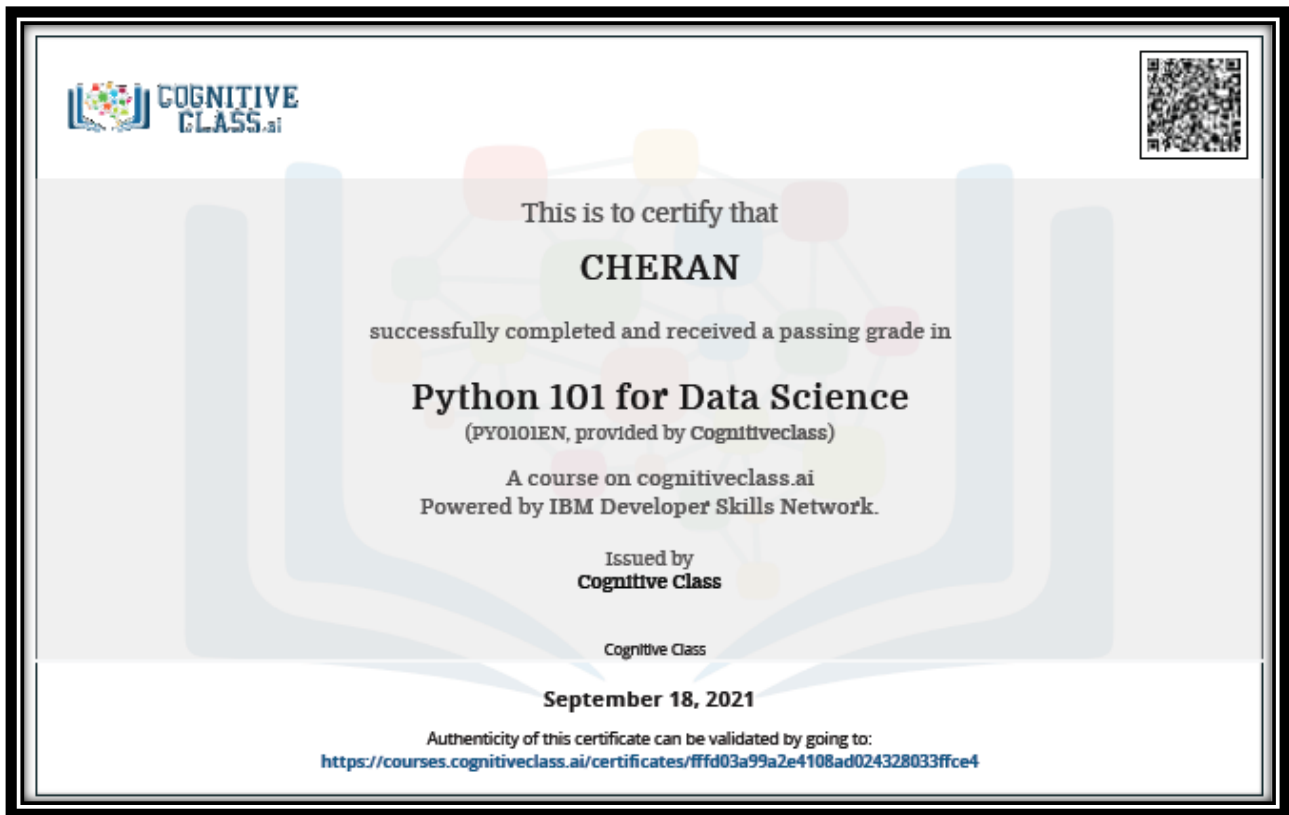 COGNITIVE
CLASS.ai
This is to certify that
CHERAN
successfully completed and received a passing grade in
Python 101 for Data Science
(PY0101EN, provided by Cognitiveclass)
A course on cognitiveclass.ai
Powered by IBM Developer Skills Network.
Issued by
Cognitive Class
Cognitive Class
September 18, 2021
Authenticity of this certificate can be validated by going to:
https://courses.cognitiveclass.ai/certificates/fffd03a99a2e4108ad024328033ffce4